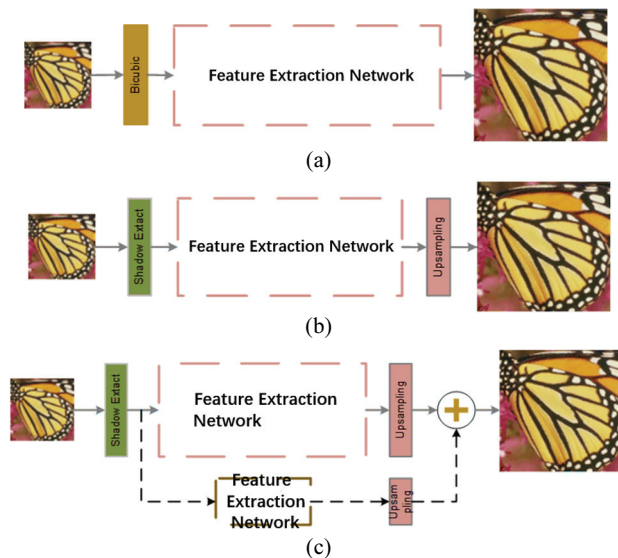 Bicubic
Feature Extraction Network
(a)
Shadow Extact
Feature Extraction Network
Upsampling
(b)
Shadow Extact
Feature Extraction
Network
Upsampling
Feature
Extraction
Network
Upsam
pling
(c)